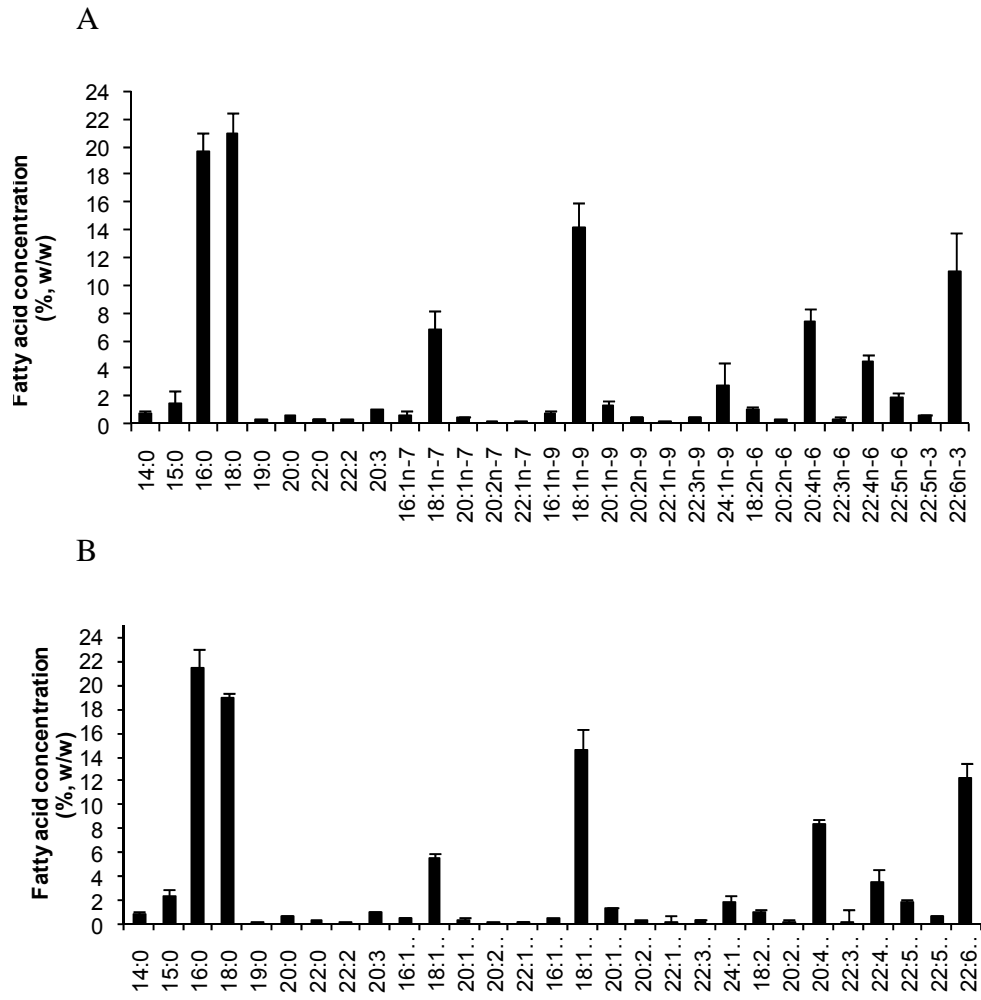 A
Fatty acid concentration
(%, w/w)
24
22
20
18
16
14
12
10
8
6
4
2
0
14:0
15:0
16:0
18:0
19:0
20:0
22:0
22:2
20:3
16:1n-7
18:1n-7
20:1n-7
20:2n-7
22:1n-7
16:1n-9
18:1n-9
20:1n-9
20:2n-9
22:1n-9
22:3n-9
24:1n-9
18:2n-6
20:2n-6
20:4n-6
22:3n-6
22:4n-6
22:5n-6
22:5n-3
22:6n-3
B
Fatty acid concentration
(%, w/w)
24
22
20
18
16
14
12
10
8
6
4
2
0
14:0
15:0
16:0
18:0
19:0
20:0
22:0
22:2
20:3
16:1..
18:1..
20:1..
20:2..
22:1..
16:1..
18:1..
20:1..
20:2..
22:1..
22:3..
24:1..
18:2..
20:2..
20:4..
22:3..
22:4..
22:5..
22:5..
22:6..